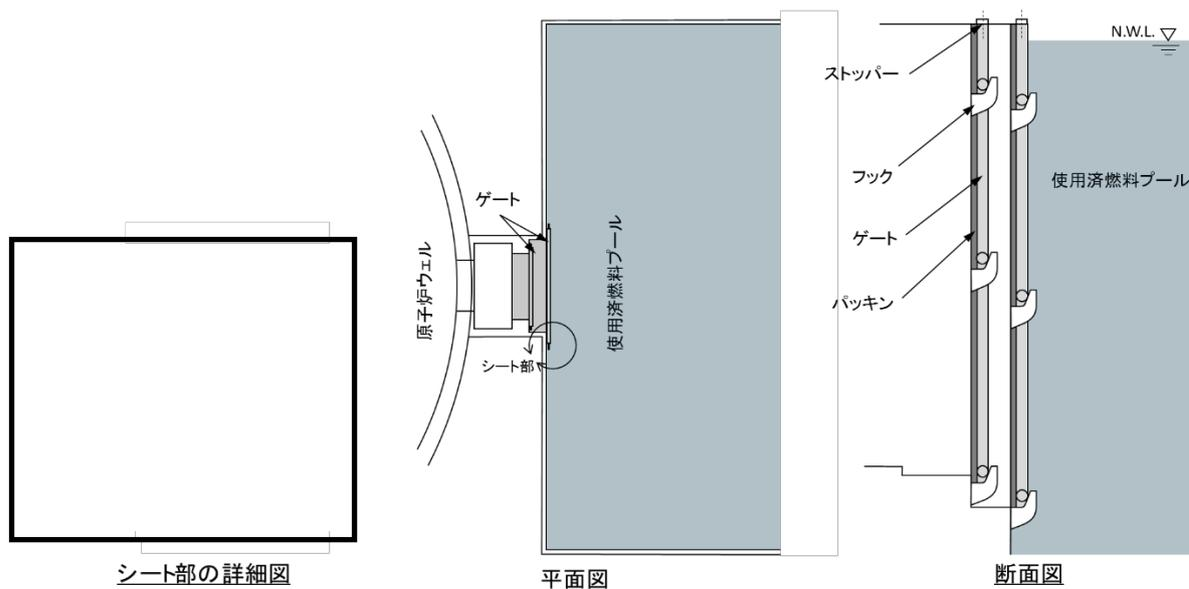 シート部の詳細図
ゲート
原子炉ウェル
使用済燃料プール
シート部
平面図
N.W.L.
ストッパー
フック
使用済燃料プール
ゲート
パッキン
断面図